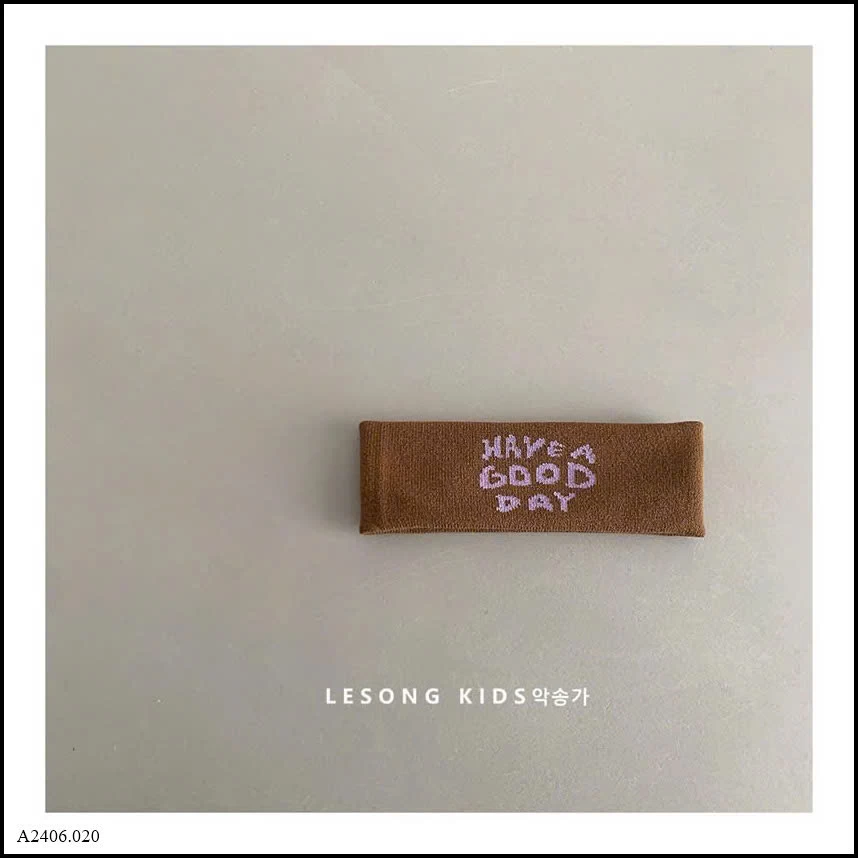 HAVE A
GOOD
DAY
LESONG KIDS악송가
A2406.020